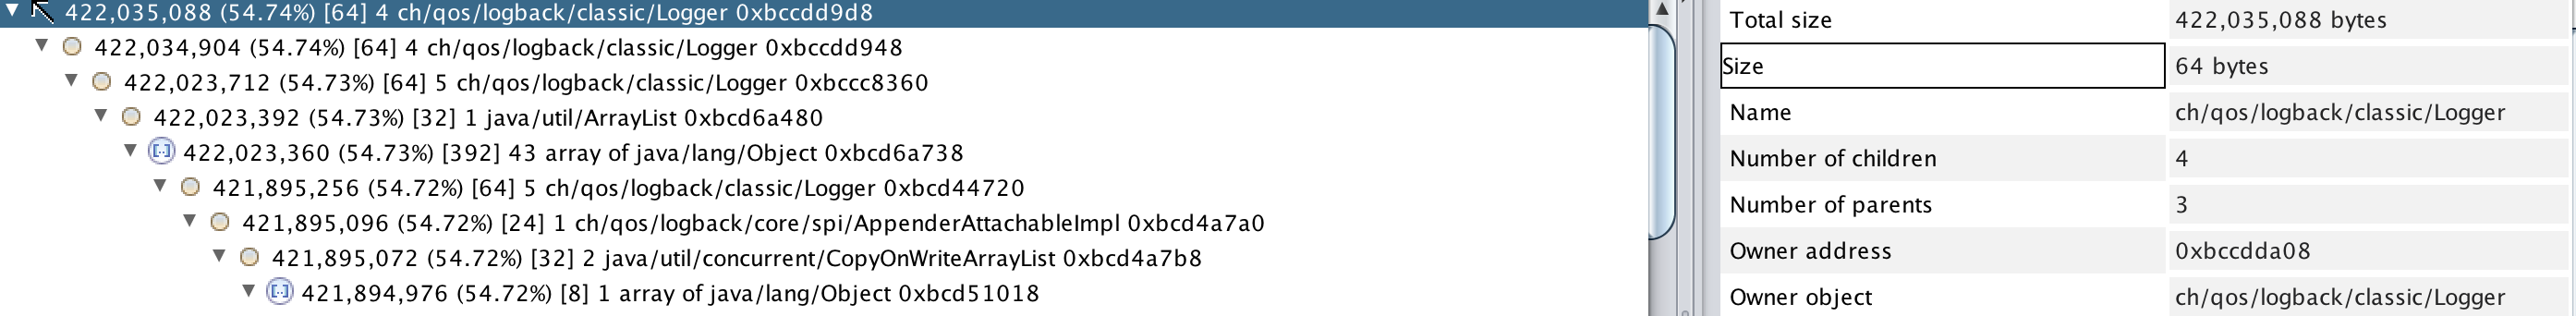 422,035,088 (54.74%) [64] 4 ch/qos/logback/classic/Logger 0xbccdd9d8
422,034,904 (54.74%) [64] 4 ch/qos/logback/classic/Logger 0xbccdd948
422,023,712 (54.73%) [64] 5 ch/qos/logback/classic/Logger 0xbccc8360
422,023,392 (54.73%) [32] 1 java/util/ArrayList 0xbcd6a480
422,023,360 (54.73%) [392] 43 array of java/lang/Object 0xbcd6a738
421,895,256 (54.72%) [64] 5 ch/qos/logback/classic/Logger 0xbcd44720
421,895,096 (54.72%) [24] 1 ch/qos/logback/core/spi/AppenderAttachableImpl 0xbcd4a7a0
421,895,072 (54.72%) [32] 2 java/util/concurrent/CopyOnWriteArrayList 0xbcd4a7b8
421,894,976 (54.72%) [8] 1 array of java/lang/Object 0xbcd51018
Total size 422,035,088 bytes
Size 64 bytes
Name ch/qos/logback/classic/Logger
Number of children 4
Number of parents 3
Owner address 0xbccdda08
Owner object ch/qos/logback/classic/Logger